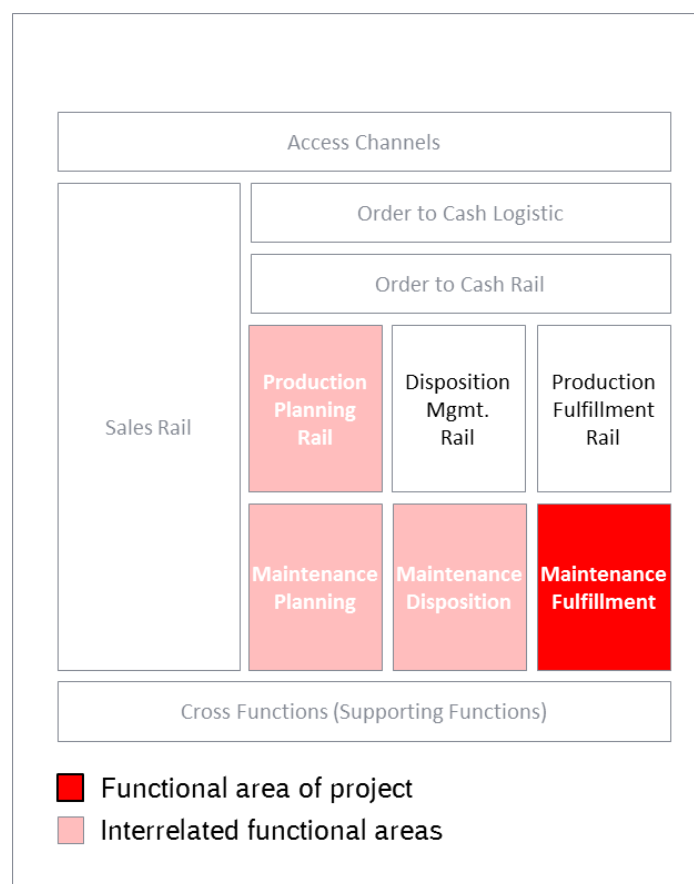 Access Channels
Order to Cash Logistic
Order to Cash Rail
Sales Rail
Production
Planning
Rail
Disposition
Mgmt.
Rail
Production
Fulfillment
Rail
Maintenance
Planning
Maintenance
Disposition
Maintenance
Fulfillment
Cross Functions (Supporting Functions)
Functional area of project
Interrelated functional areas